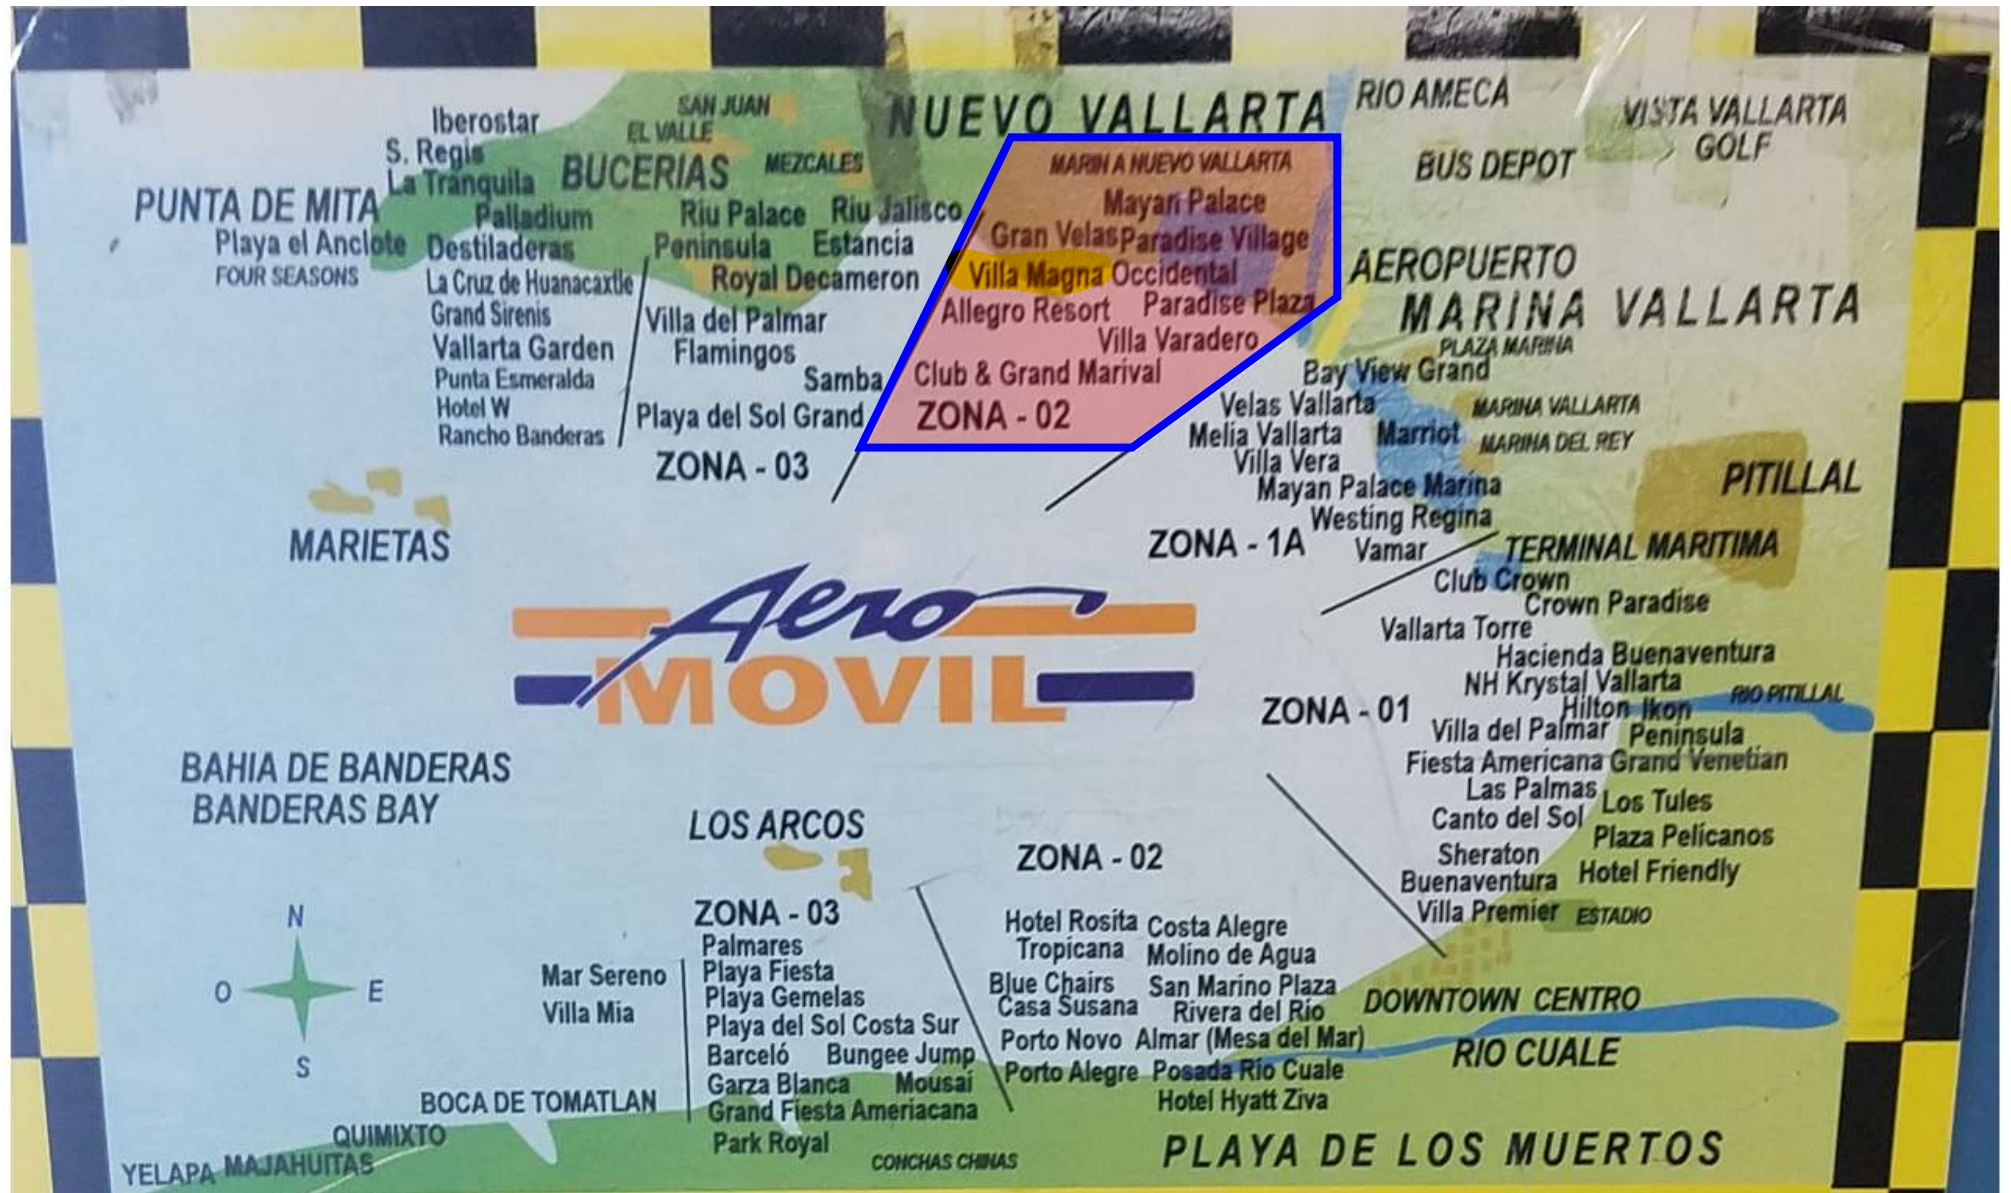 NUEVO VALLARTA
RIO AMECA
VISTA VALLARTA
GOLF
BUS DEPOT
SAN JUAN
EL VALLE
BUCERIAS
MEZCALES
Iberostar
S. Regis
La Tranquila
PUNTA DE MITA
Palladium
Playa el Anclote
Destiladeras
FOUR SEASONS
La Cruz de Huanacaxtle
Grand Sirenis
Vallarta Garden
Punta Esmeralda
Hotel W
Rancho Banderas
Riu Palace
Riu Jalisco
Peninsula
Estancia
Royal Decameron
Villa del Palmar
Flamingos
Samba
Playa del Sol Grand
ZONA - 03
MARINA NUEVO VALLARTA
Mayan Palace
Gran Velas
Paradise Village
Villa Magna
Occidental
Allegro Resort
Paradise Plaza
Villa Varadero
Club & Grand Marival
ZONA - 02
AEROPUERTO
MARINA VALLARTA
PLAZA MARINA
Bay View Grand
Velas Vallarta
MARINA VALLARTA
Melia Vallarta
Marriot
MARINA DEL REY
Villa Vera
Mayan Palace Marina
Westing Regina
Vamar
ZONA - 1A
PITILLAL
MARIETAS
TERMINAL MARITIMA
Club Crown
Crown Paradise
Vallarta Torre
Hacienda Buenaventura
NH Krystal Vallarta
RIO PITILLAL
Hilton Ikon
Villa del Palmar
Peninsula
Fiesta Americana Grand Venetian
Las Palmas
Los Tules
Canto del Sol
Plaza Pelicanos
Sheraton
Hotel Friendly
Buenaventura
Villa Premier
ESTADIO
ZONA - 01
Aero
MOVIL
BAHIA DE BANDERAS
BANDERAS BAY
LOS ARCOS
N
O
E
S
ZONA - 03
Palmares
Mar Sereno
Playa Fiesta
Playa Gemelas
Villa Mia
Playa del Sol Costa Sur
Barceló
Bungee Jump
Garza Blanca
Mousai
Grand Fiesta Ameriacana
Park Royal
ZONA - 02
Hotel Rosita
Costa Alegre
Tropicana
Molino de Agua
Blue Chairs
San Marino Plaza
Casa Susana
Rivera del Rio
Porto Novo
Almar (Mesa del Mar)
Porto Alegre
Posada Rio Cuale
Hotel Hyatt Ziva
DOWNTOWN CENTRO
RIO CUALE
BOCA DE TOMATLAN
QUIMIXTO
YELAPA
MAJAHUITAS
CONCHAS CHINAS
PLAYA DE LOS MUERTOS